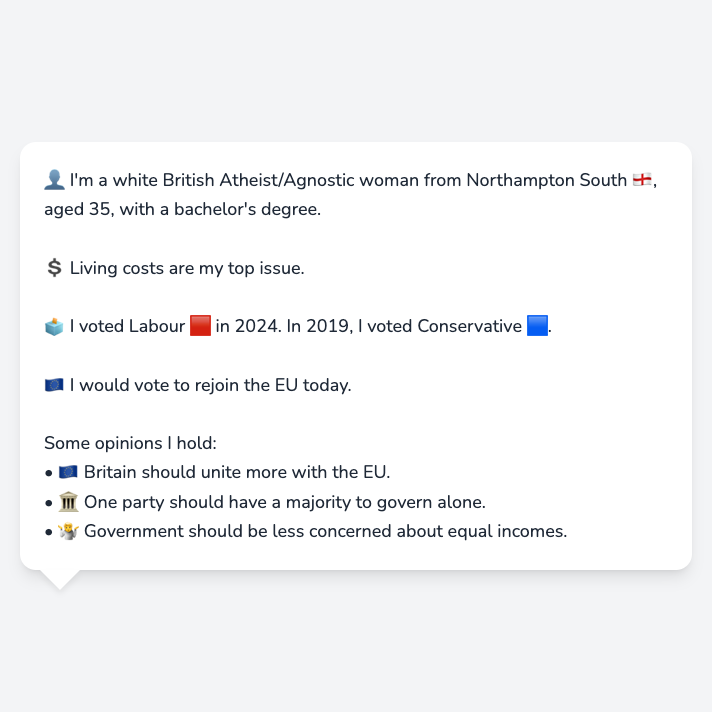 👤 I'm a white British Atheist/Agnostic woman from Northampton South 🏴󠁧󠁢󠁥󠁮󠁧󠁿,
aged 35, with a bachelor's degree.
💲 Living costs are my top issue.
🗳️ I voted Labour 🟥 in 2024. In 2019, I voted Conservative 🟦.
🇪🇺 I would vote to rejoin the EU today.
Some opinions I hold:
• 🇪🇺 Britain should unite more with the EU.
• 🏛️ One party should have a majority to govern alone.
• 🤷 Government should be less concerned about equal incomes.